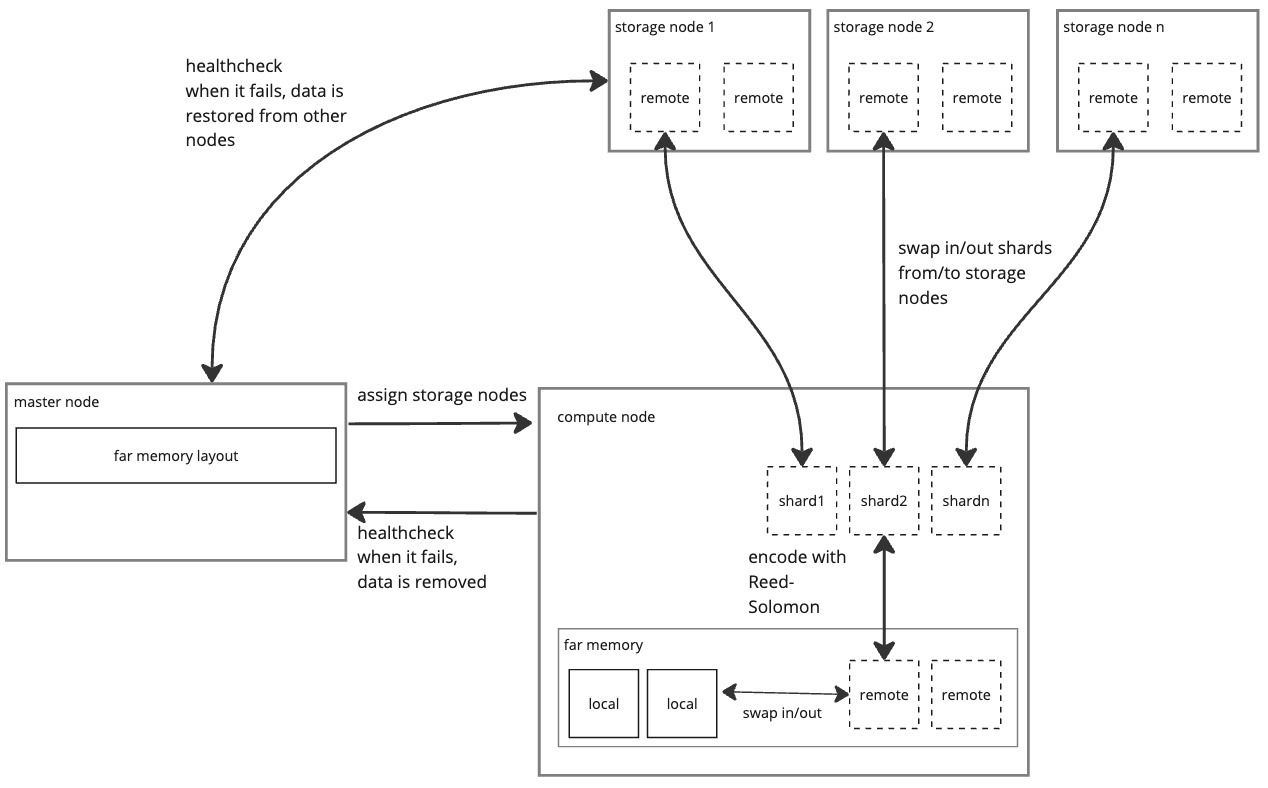 storage node 1
storage node 2
storage node n
remote
remote
remote
remote
remote
remote
healthcheck
when it fails, data is
restored from other
nodes
swap in/out shards
from/to storage
nodes
master node
far memory layout
assign storage nodes
healthcheck
when it fails,
data is removed
compute node
shard1
shard2
shardn
encode with
Reed-
Solomon
far memory
local
local
swap in/out
remote
remote